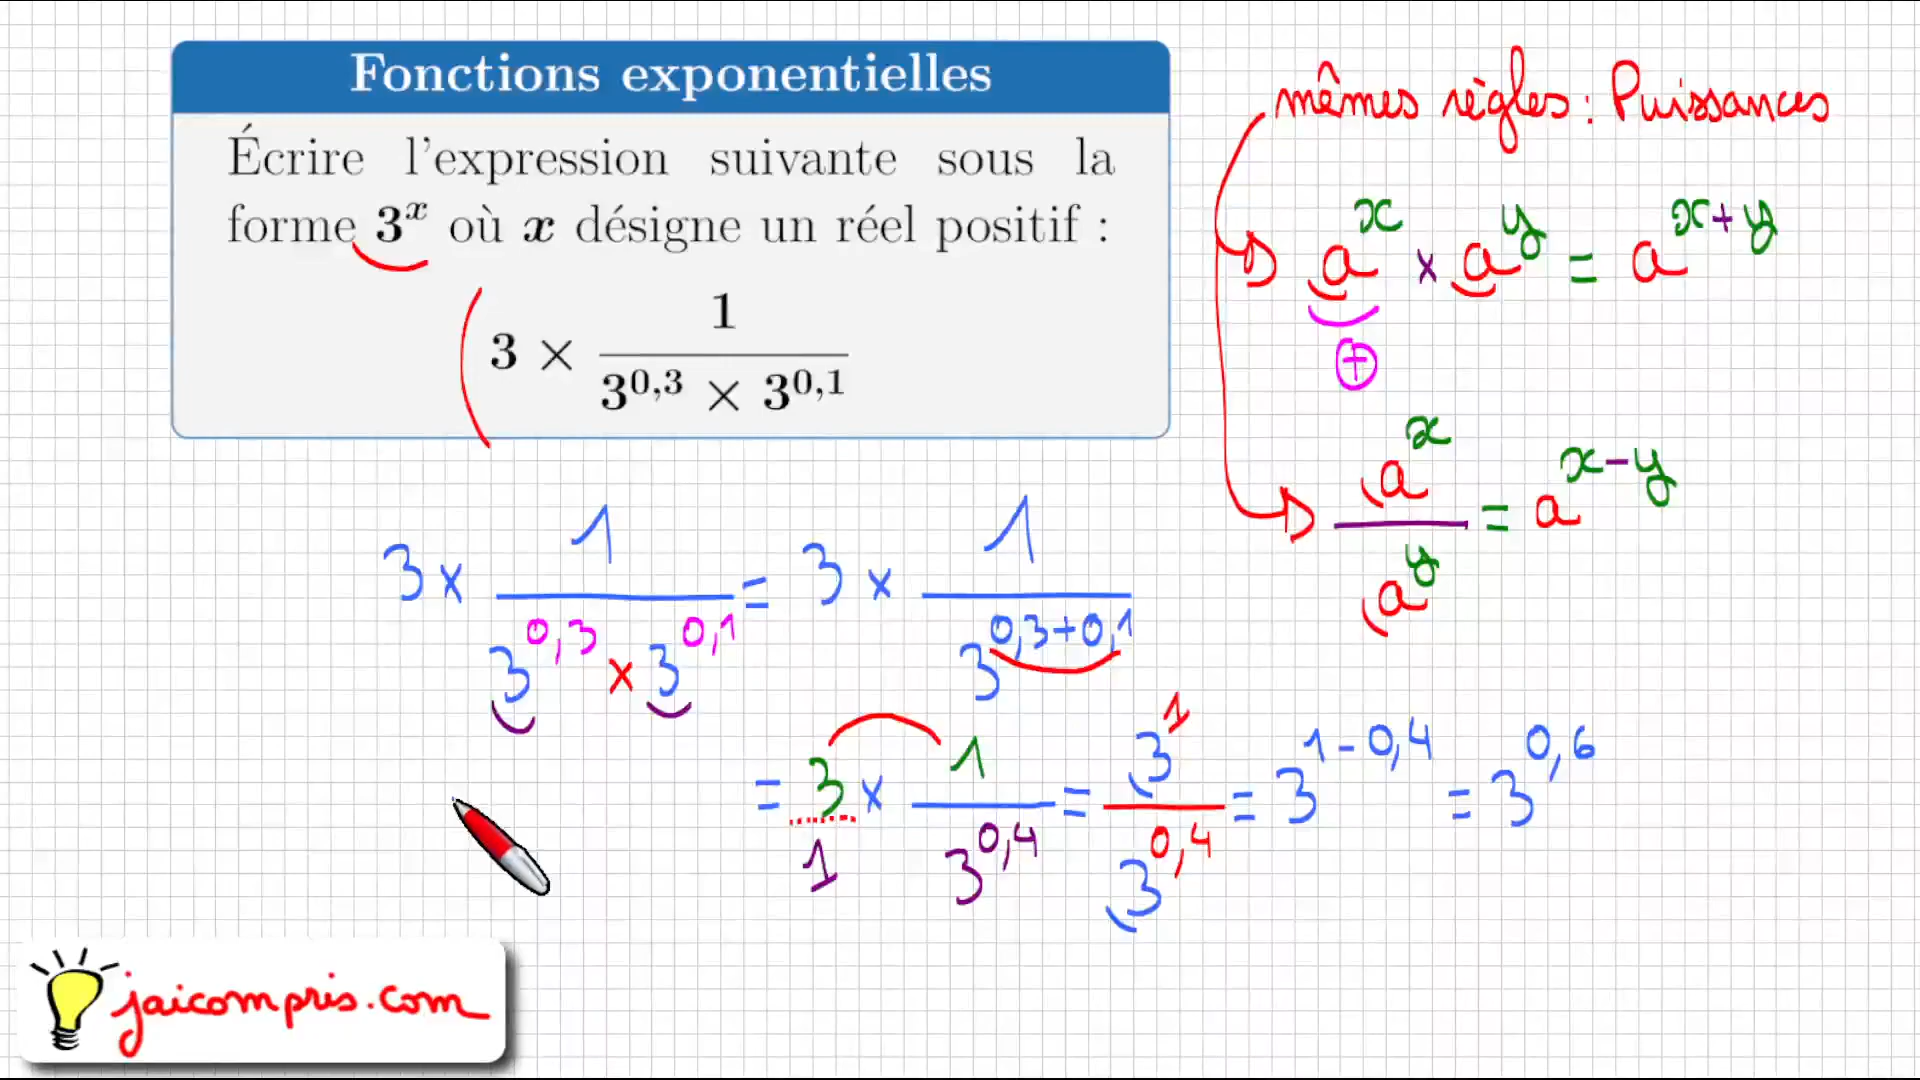 Fonctions exponentielles
Écrire l'expression suivante sous la
forme 3^x où x désigne un réel positif :
3 × 1 / (3^0,3 × 3^0,1)
mêmes règles : Puissances
a^x × a^y = a^(x+y)
+
a^x / a^y = a^(x-y)
3 × 1 / (3^0,3 × 3^0,1) = 3 × 1 / 3^(0,3+0,1)
= 3/1 × 1 / 3^0,4 = 3^1 / 3^0,4 = 3^(1-0,4) = 3^0,6
jaicompris.com